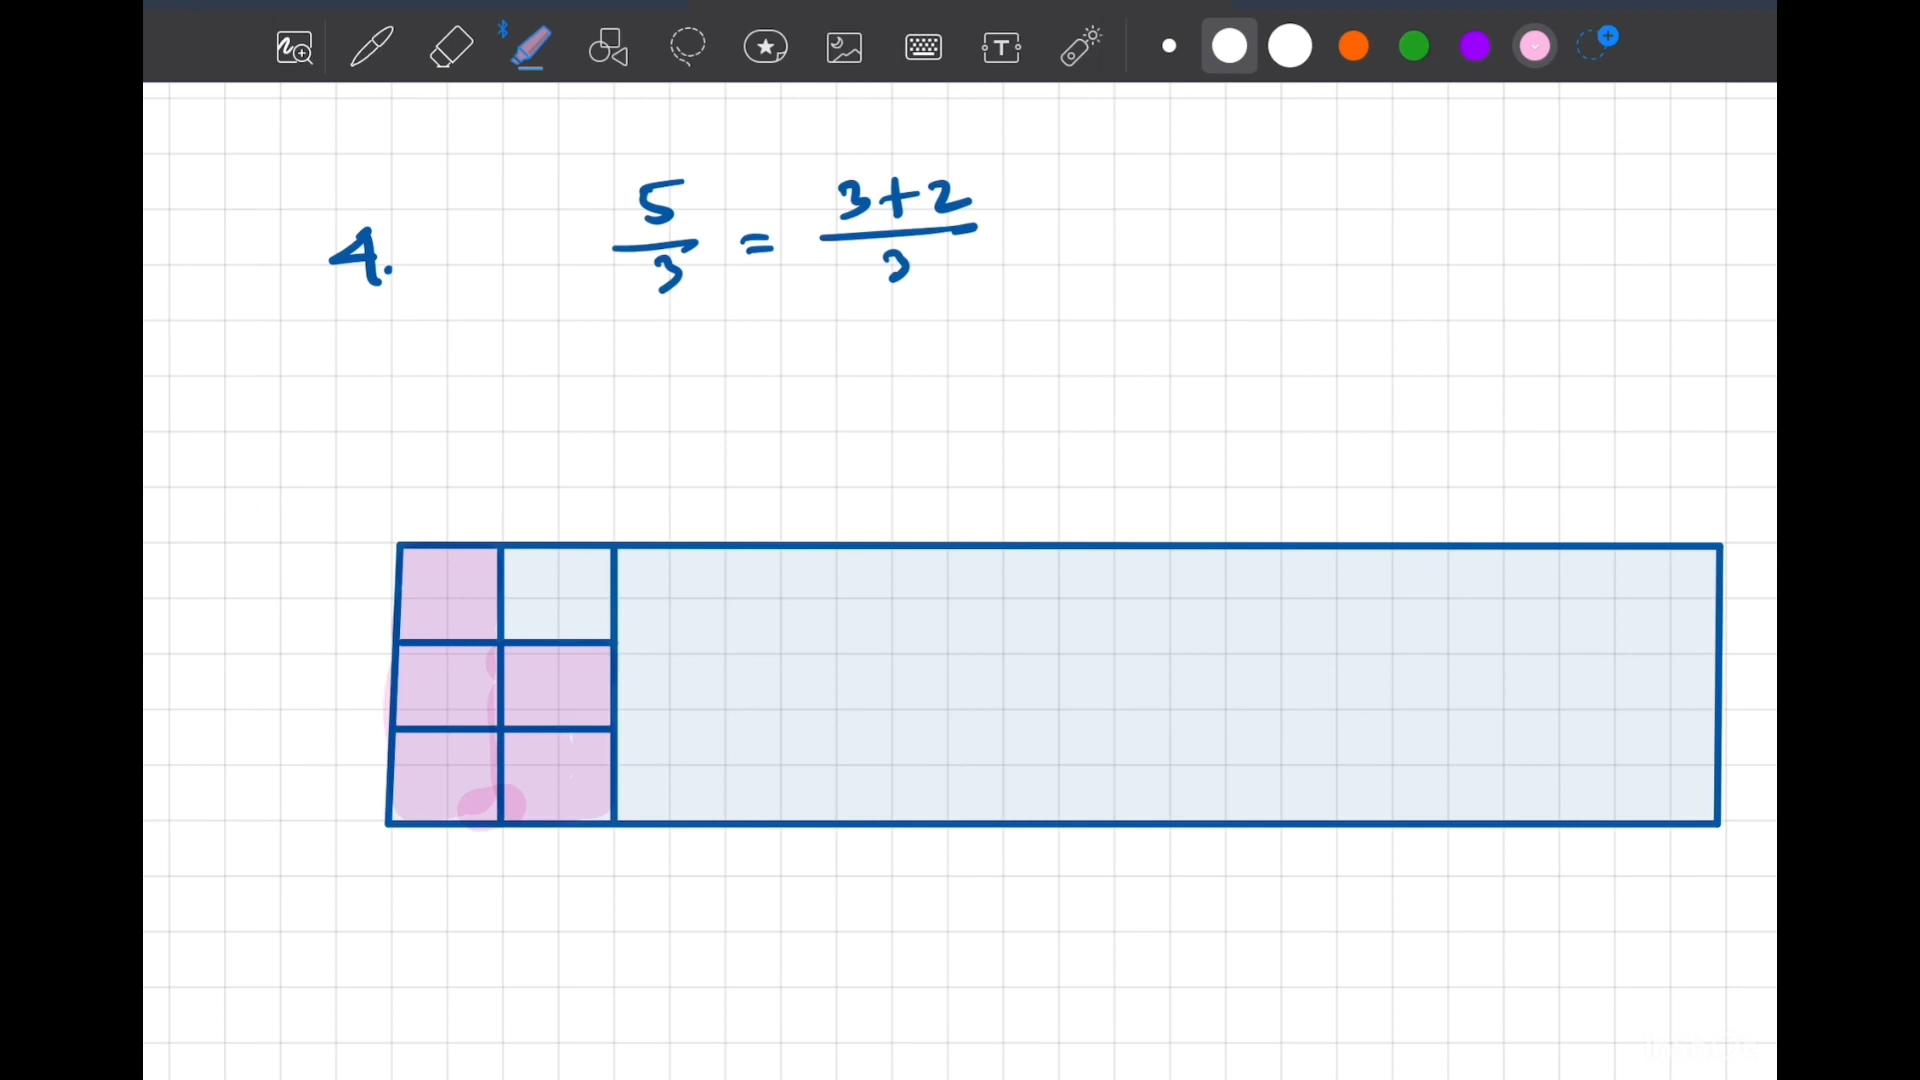 4. 5/3 = 3+2/3